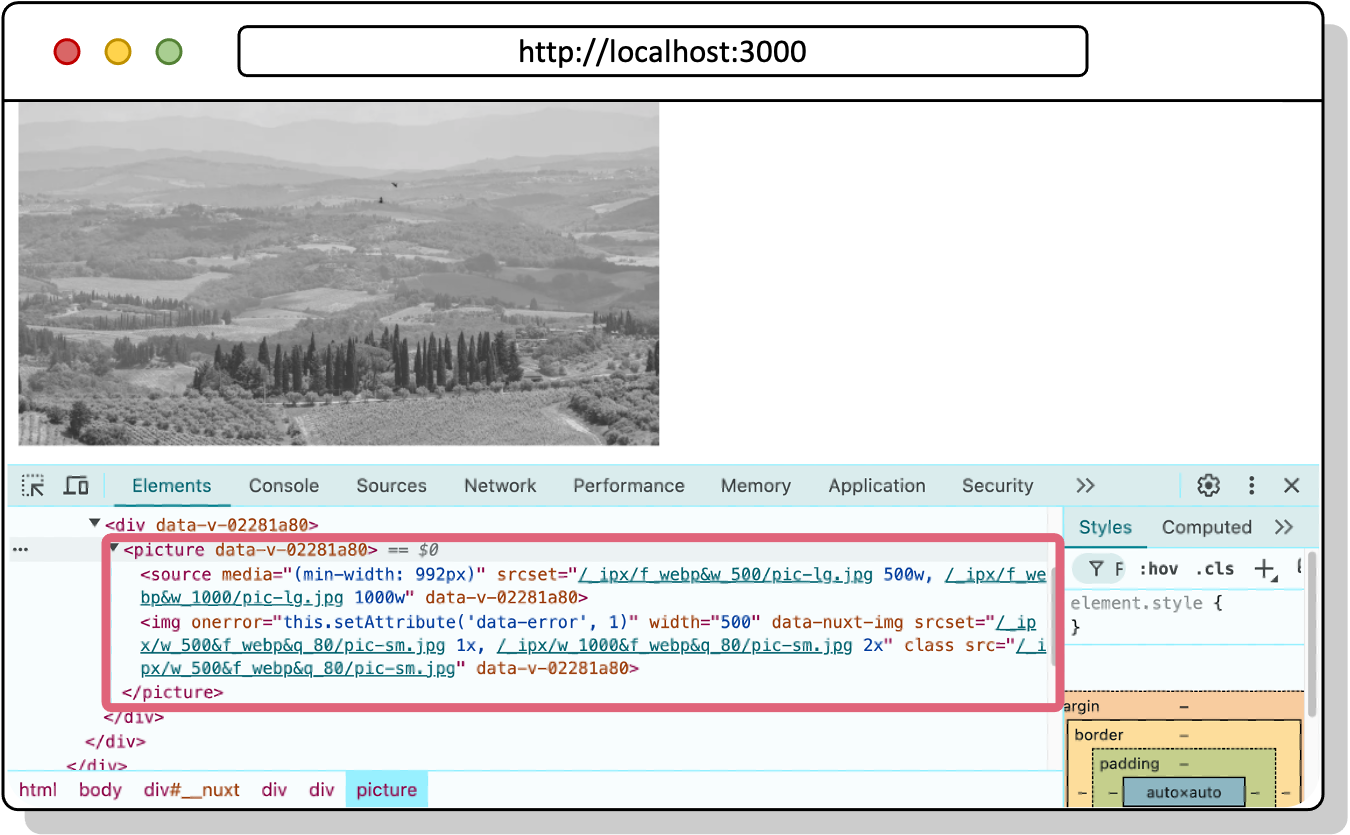 http://localhost:3000
Elements Console Sources Network Performance Memory Application Security >>
<div data-v-02281a80>
<picture data-v-02281a80> == $0
<source media="(min-width: 992px)" srcset="/_ipx/f_webp&w_500/pic-lg.jpg 500w, /_ipx/f_we
bp&w_1000/pic-lg.jpg 1000w" data-v-02281a80>
<img onerror="this.setAttribute('data-error', 1)" width="500" data-nuxt-img srcset="/_ip
x/w_500&f_webp&q_80/pic-sm.jpg 1x, /_ipx/w_1000&f_webp&q_80/pic-sm.jpg 2x" class src="/_i
px/w_500&f_webp&q_80/pic-sm.jpg" data-v-02281a80>
</picture>
</div>
</div>
</div>
html body div#__nuxt div div picture
Styles Computed >>
F :hov .cls +
element.style {
}
argin –
border –
padding –
– – auto×auto – –